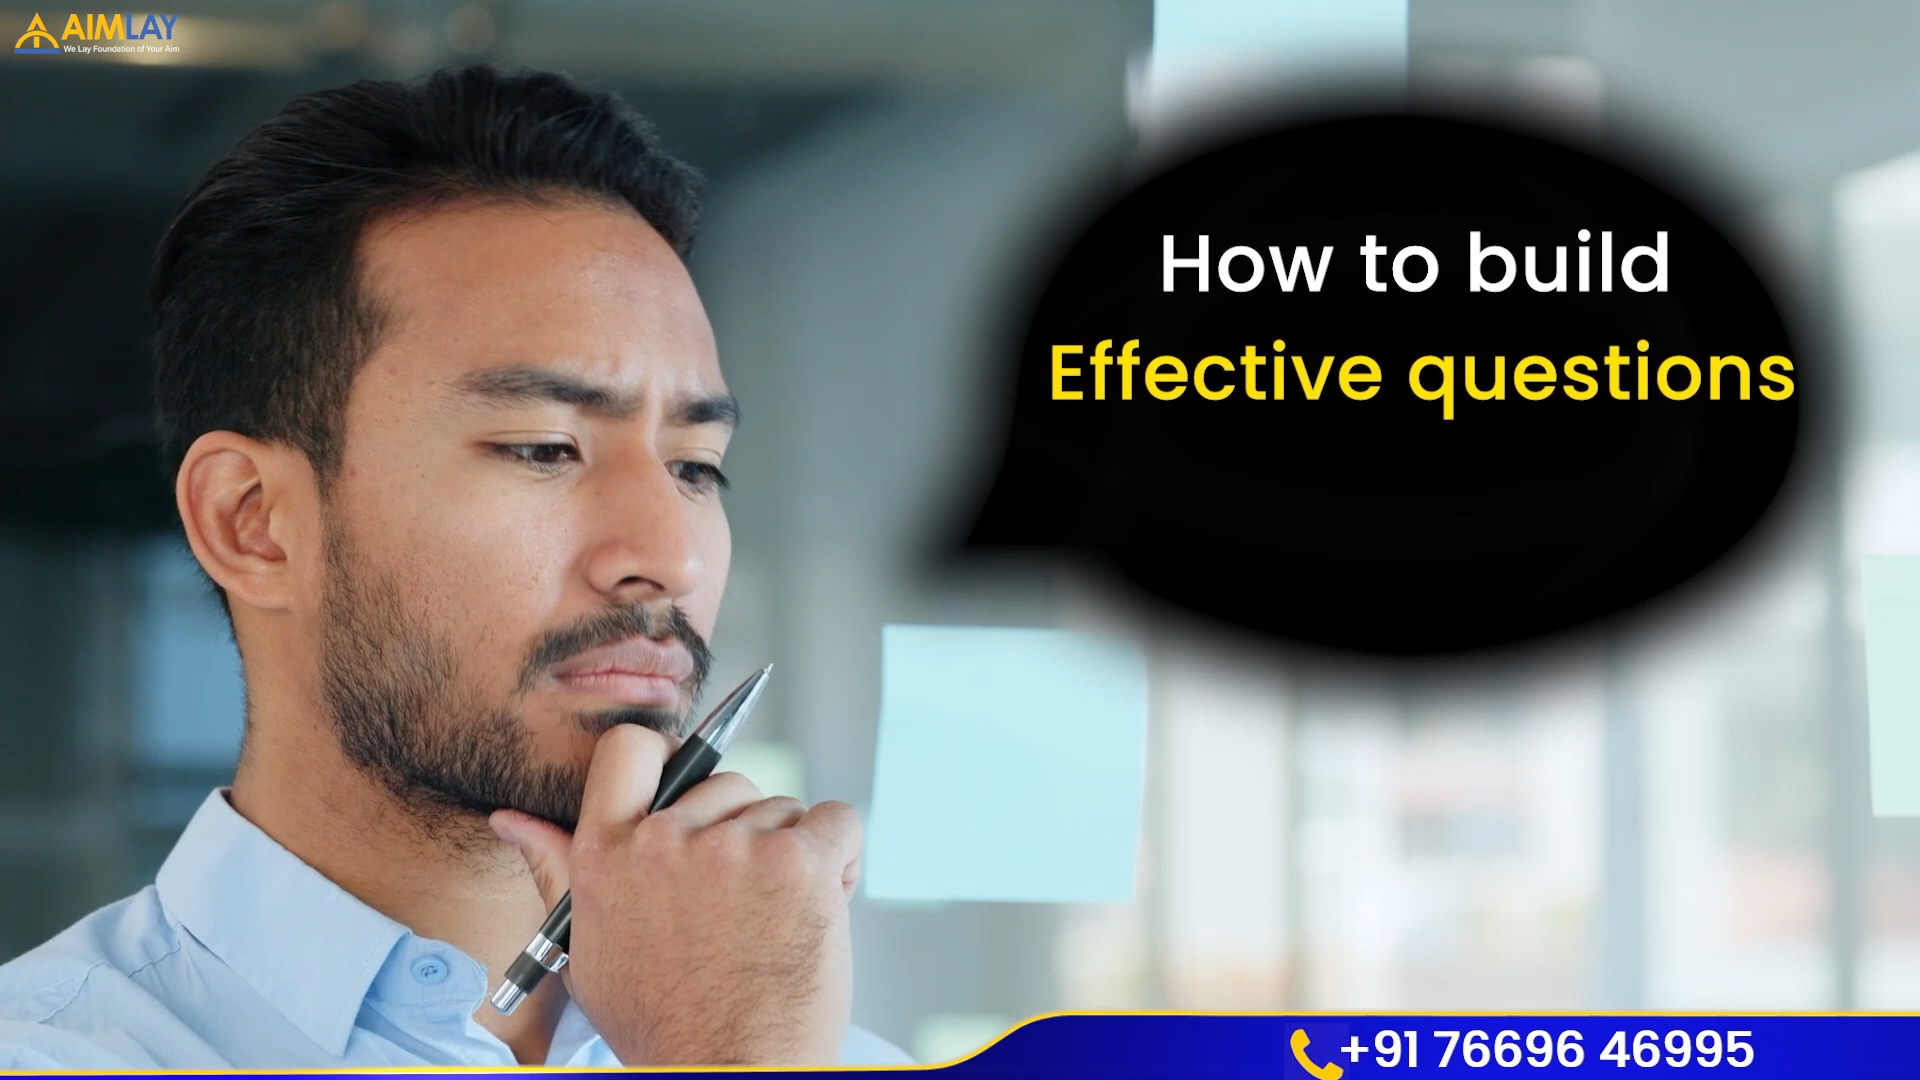 AIMLAY
We Lay Foundation of Your Aim
How to build
Effective questions
+91 76696 46995